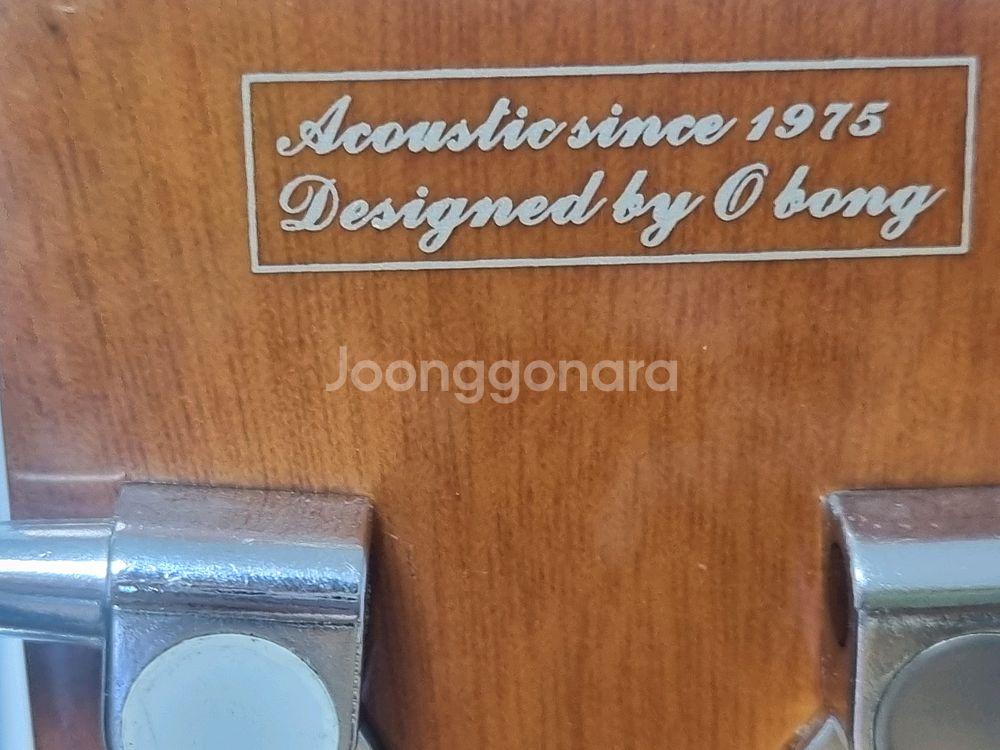 Acoustic since 1975
Designed by O bong
Joonggonara